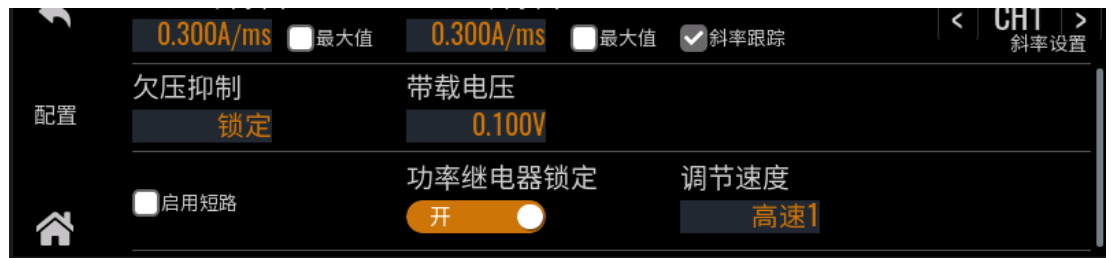 0.300A/ms 最大值 0.300A/ms 最大值 斜率跟踪 < CH1 >
斜率设置
欠压抑制 带载电压
配置
锁定 0.100V
功率继电器锁定 调节速度
启用短路
开 高速1